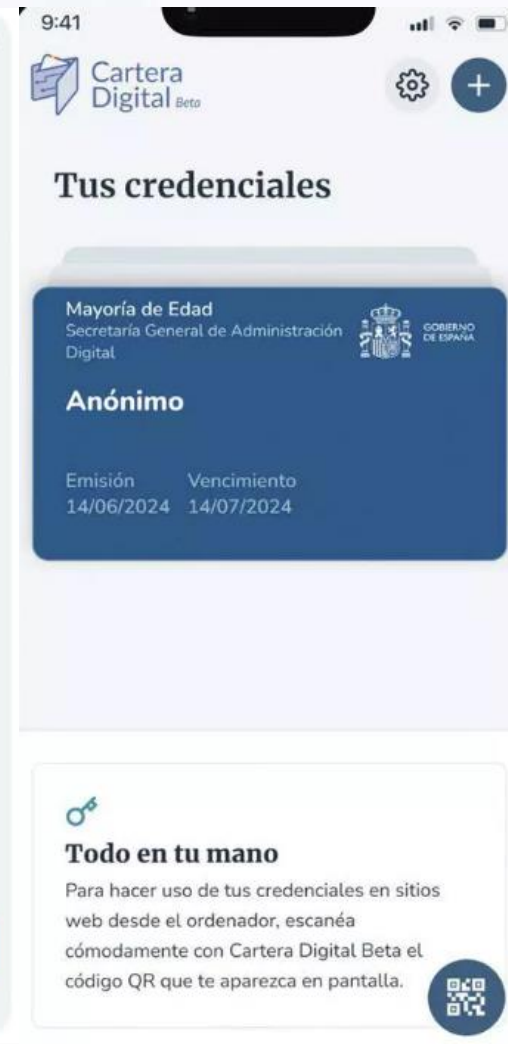 9:41
Cartera
Digital Beta
Tus credenciales
Mayoría de Edad
Secretaría General de Administración
Digital
GOBIERNO
DE ESPAÑA
Anónimo
Emisión Vencimiento
14/06/2024 14/07/2024
Todo en tu mano
Para hacer uso de tus credenciales en sitios
web desde el ordenador, escanéa
cómodamente con Cartera Digital Beta el
código QR que te aparezca en pantalla.